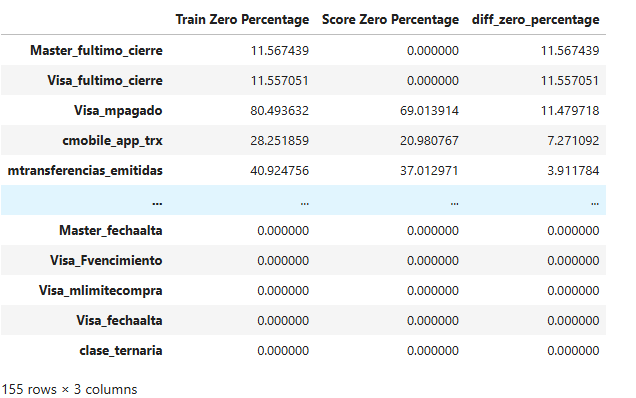 Train Zero Percentage Score Zero Percentage diff_zero_percentage
Master_fultimo_cierre 11.567439 0.000000 11.567439
Visa_fultimo_cierre 11.557051 0.000000 11.557051
Visa_mpagado 80.493632 69.013914 11.479718
cmobile_app_trx 28.251859 20.980767 7.271092
mtransferencias_emitidas 40.924756 37.012971 3.911784
... ... ... ...
Master_fechaalta 0.000000 0.000000 0.000000
Visa_Fvencimiento 0.000000 0.000000 0.000000
Visa_mlimitecompra 0.000000 0.000000 0.000000
Visa_fechaalta 0.000000 0.000000 0.000000
clase_ternaria 0.000000 0.000000 0.000000
155 rows × 3 columns